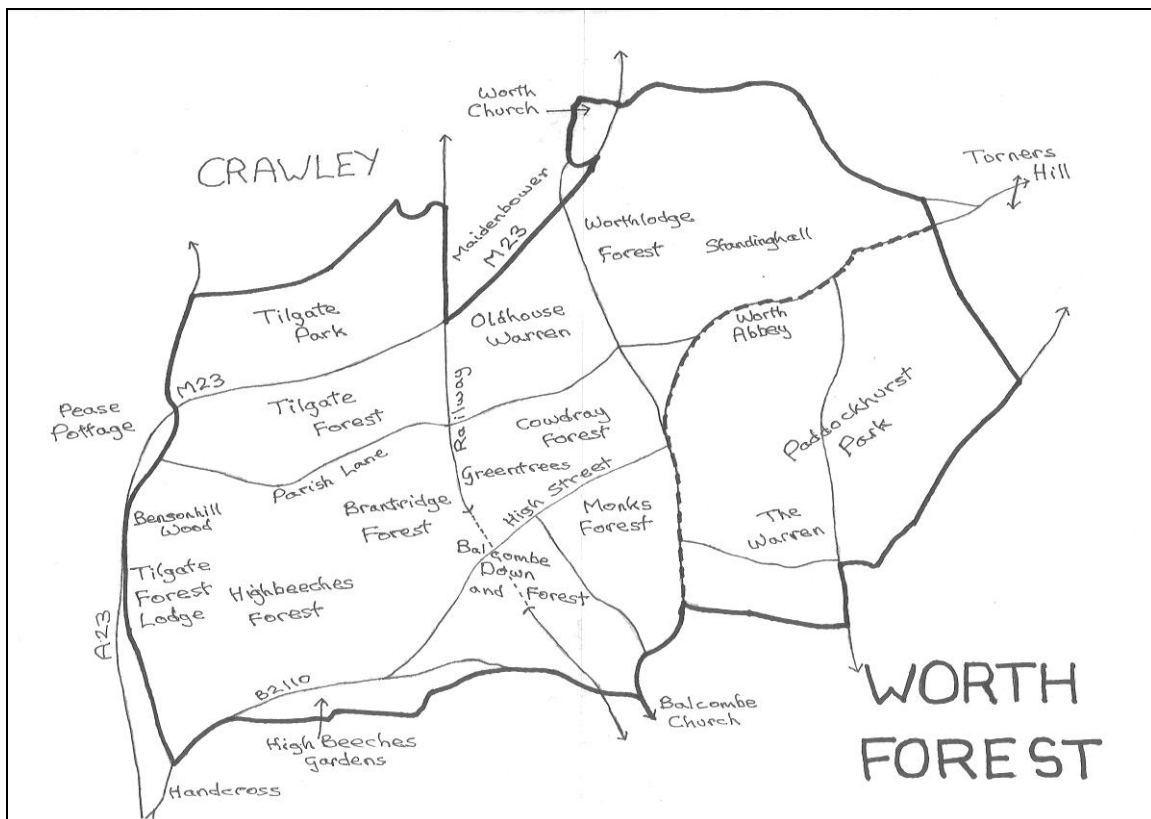 Worth
Church
CRAWLEY
Maidenbower
M23
Torners
Hill
Worthlodge
Forest
Standinghall
Tilgate
Park
Oldhouse
Warren
Worth
Abbey
M23
Pease
Pottage
Tilgate
Forest
Railway
Cowdray
Forest
Paddockhurst
Park
Parish Lane
Greentrees
High Street
Bensonhill
Wood
Brantridge
Forest
Monks
Forest
The
Warren
Balcombe
Down
and Forest
Tilgate
Forest
Lodge
Highbeeches
Forest
A23
B2110
High Beeches
Gardens
Balcombe
Church
Handcross
WORTH
FOREST